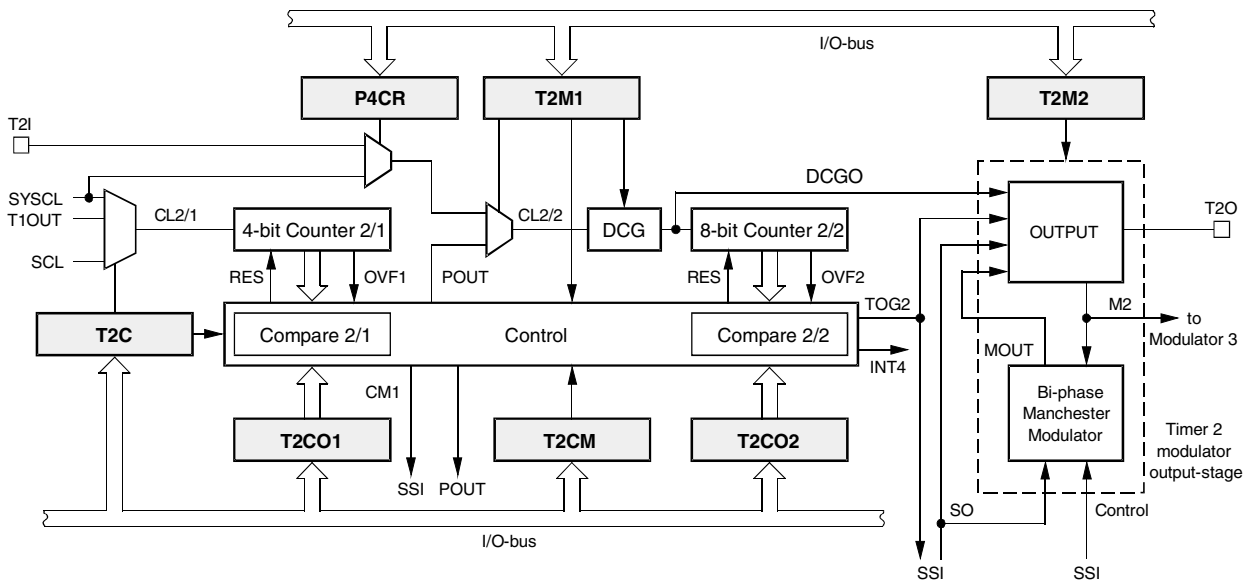 I/O-bus
P4CR
T2M1
T2M2
T2I
SYSCL
T1OUT
SCL
CL2/1
4-bit Counter 2/1
CL2/2
DCG
DCGO
8-bit Counter 2/2
OUTPUT
T2O
RES
OVF1
POUT
RES
OVF2
TOG2
M2
to
Modulator 3
T2C
Compare 2/1
Control
Compare 2/2
INT4
MOUT
CM1
Bi-phase
Manchester
Modulator
T2CO1
T2CM
T2CO2
Timer 2
modulator
output-stage
SSI
POUT
SO
Control
I/O-bus
SSI
SSI